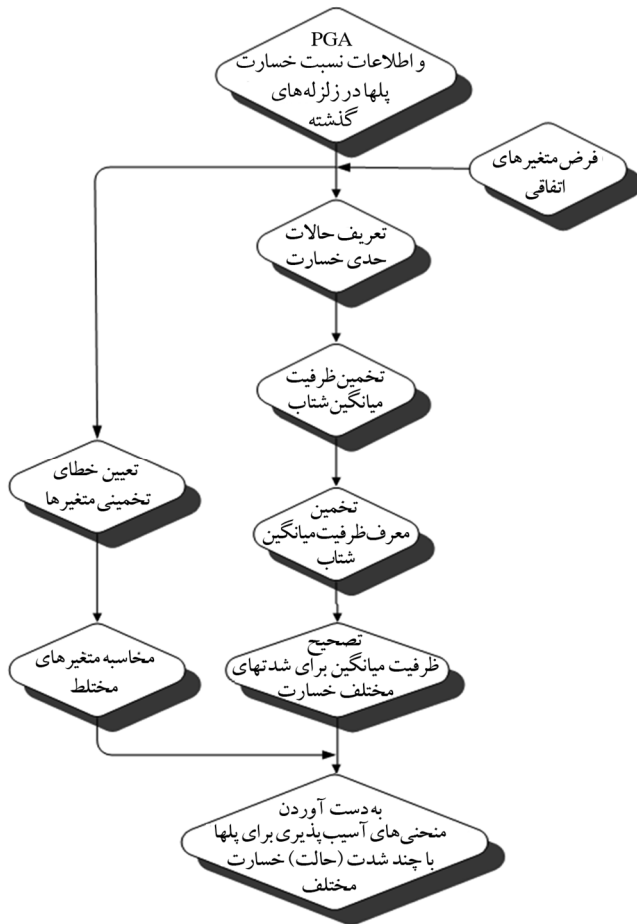 PGA
و اطلاعات نسبت خسارت
پلها در زلزله‌های
گذشته
فرض متغیرهای
اتفاقی
تعریف حالات
حدی خسارت
تخمین ظرفیت
میانگین شتاب
تعیین خطای
تخمینی متغیرها
تخمین
معرف ظرفیت میانگین
شتاب
مخاسبه متغیرهای
مختلط
تصحیح
ظرفیت میانگین برای شدتهای
مختلف خسارت
به‌دست آوردن
منحنی‌های آسیب‌پذیری برای پلها
با چند شدت (حالت) خسارت
مختلف